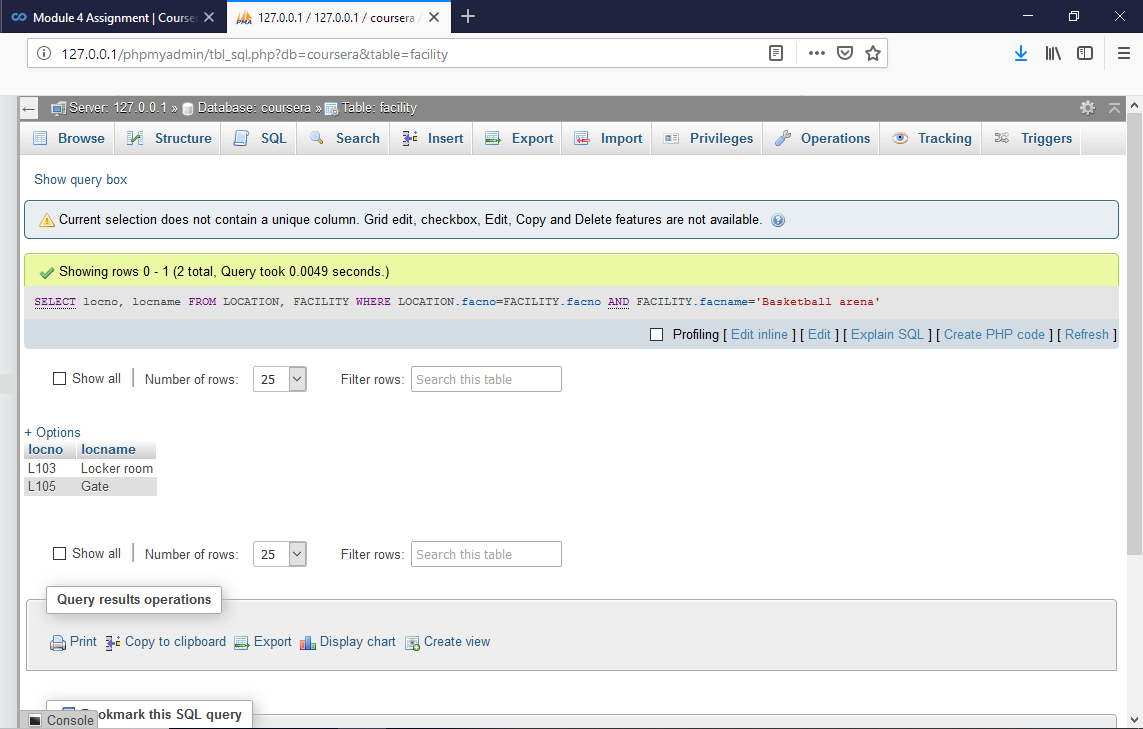 Module 4 Assignment | Course
127.0.0.1 / 127.0.0.1 / coursera
127.0.0.1/phpmyadmin/tbl_sql.php?db=coursera&table=facility
Server: 127.0.0.1 » Database: coursera » Table: facility
Browse Structure SQL Search Insert Export Import Privileges Operations Tracking Triggers
Show query box
Current selection does not contain a unique column. Grid edit, checkbox, Edit, Copy and Delete features are not available.
Showing rows 0 - 1 (2 total, Query took 0.0049 seconds.)
SELECT locno, locname FROM LOCATION, FACILITY WHERE LOCATION.facno=FACILITY.facno AND FACILITY.facname='Basketball arena'
Profiling [ Edit inline ] [ Edit ] [ Explain SQL ] [ Create PHP code ] [ Refresh ]
Show all Number of rows: 25 Filter rows: Search this table
+ Options
locno locname
L103 Locker room
L105 Gate
Show all Number of rows: 25 Filter rows: Search this table
Query results operations
Print Copy to clipboard Export Display chart Create view
okmark this SQL query
Console